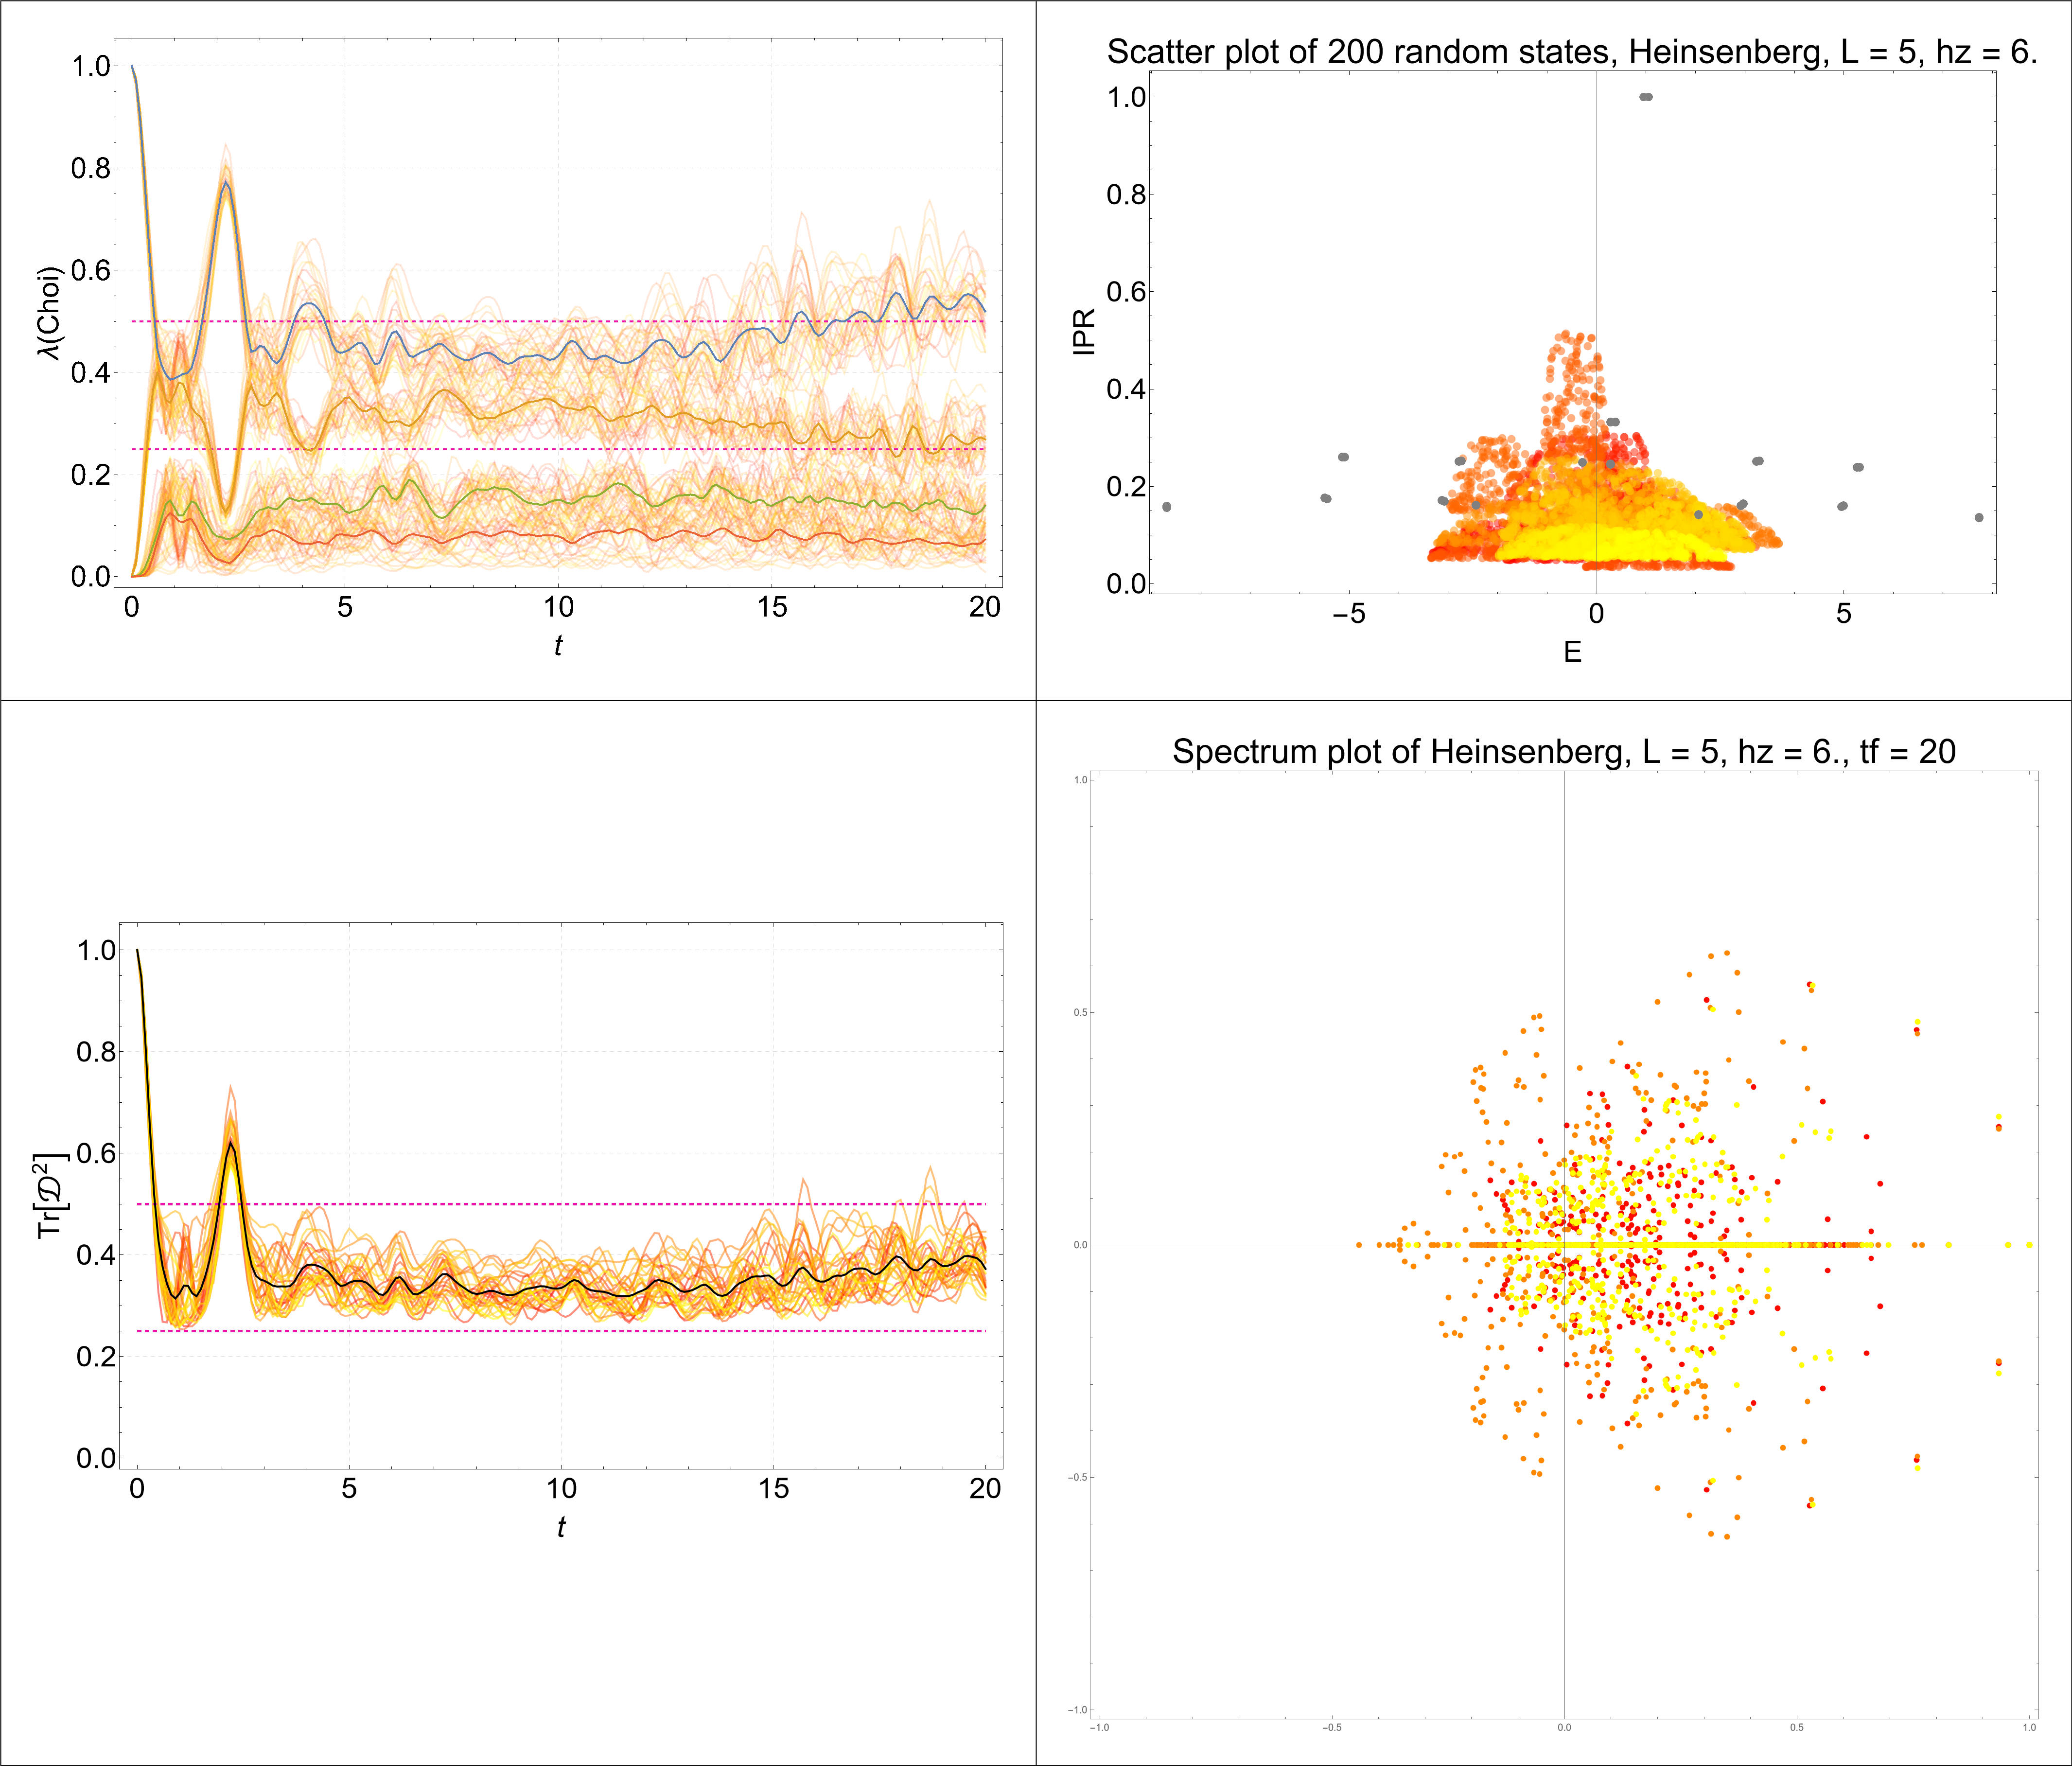 1.0
0.8
0.6
0.4
0.2
0.0
λ(Choi)
0 5 10 15 20
t
Scatter plot of 200 random states, Heinsenberg, L = 5, hz = 6.
1.0
0.8
0.6
0.4
0.2
0.0
IPR
−5 0 5
E
1.0
0.8
0.6
0.4
0.2
0.0
Tr[𝒟²]
0 5 10 15 20
t
Spectrum plot of Heinsenberg, L = 5, hz = 6., tf = 20
1.0
0.5
0.0
−0.5
−1.0
−1.0 −0.5 0.0 0.5 1.0